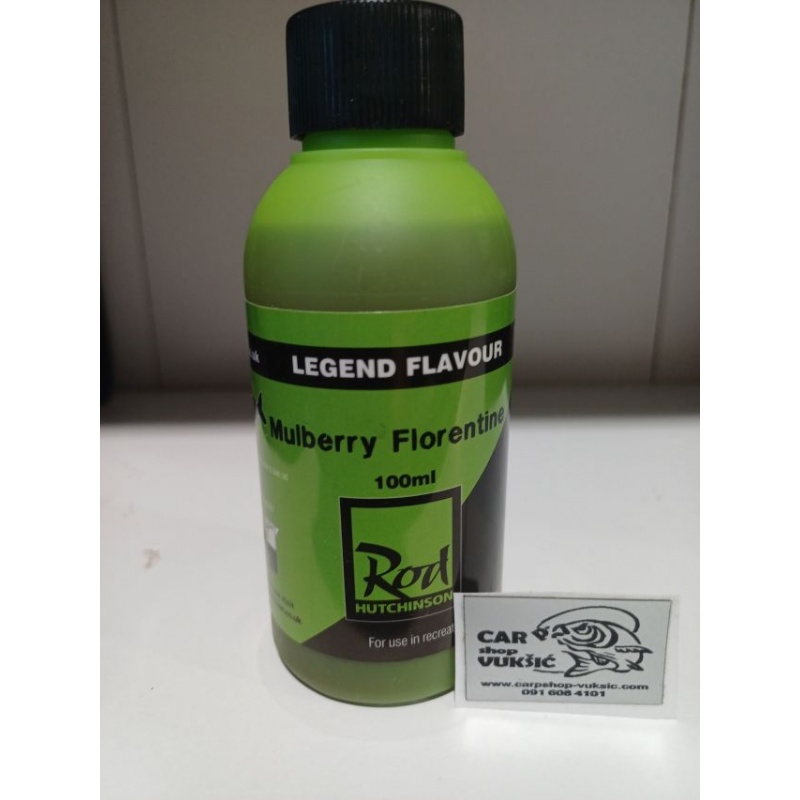 LEGEND FLAVOUR
Mulberry Florentine
100ml
Rod
HUTCHINSON
For use in recreat
CARP
shop
VUKŠIĆ
www.carpshop-vuksic.com
091 608 4101